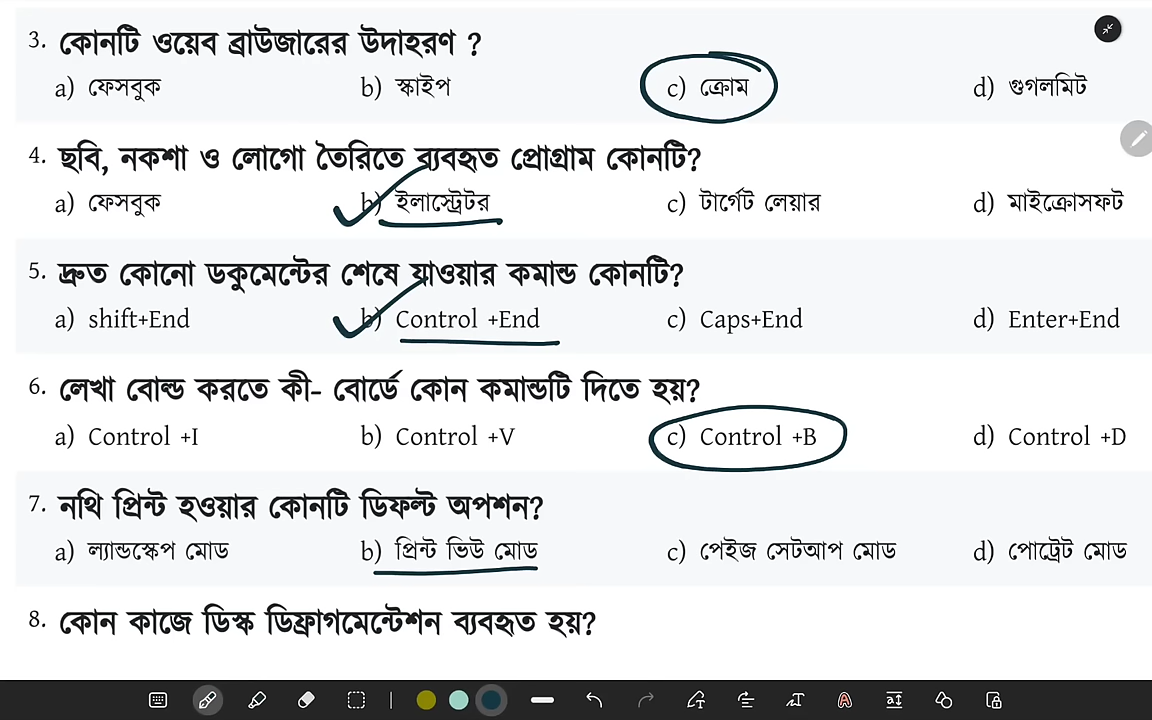 3. কোনটি ওয়েব ব্রাউজারের উদাহরণ ?
a) ফেসবুক b) স্কাইপ c) ক্রোম d) গুগলমিট
4. ছবি, নকশা ও লোগো তৈরিতে ব্যবহৃত প্রোগ্রাম কোনটি?
a) ফেসবুক b) ইলাস্ট্রেটর c) টার্গেট লেয়ার d) মাইক্রোসফট
5. দ্রুত কোনো ডকুমেন্টের শেষে যাওয়ার কমান্ড কোনটি?
a) shift+End b) Control +End c) Caps+End d) Enter+End
6. লেখা বোল্ড করতে কী- বোর্ডে কোন কমান্ডটি দিতে হয়?
a) Control +I b) Control +V c) Control +B d) Control +D
7. নথি প্রিন্ট হওয়ার কোনটি ডিফল্ট অপশন?
a) ল্যান্ডস্কেপ মোড b) প্রিন্ট ভিউ মোড c) পেইজ সেটআপ মোড d) পোর্ট্রেট মোড
8. কোন কাজে ডিস্ক ডিফ্রাগমেন্টেশন ব্যবহৃত হয়?